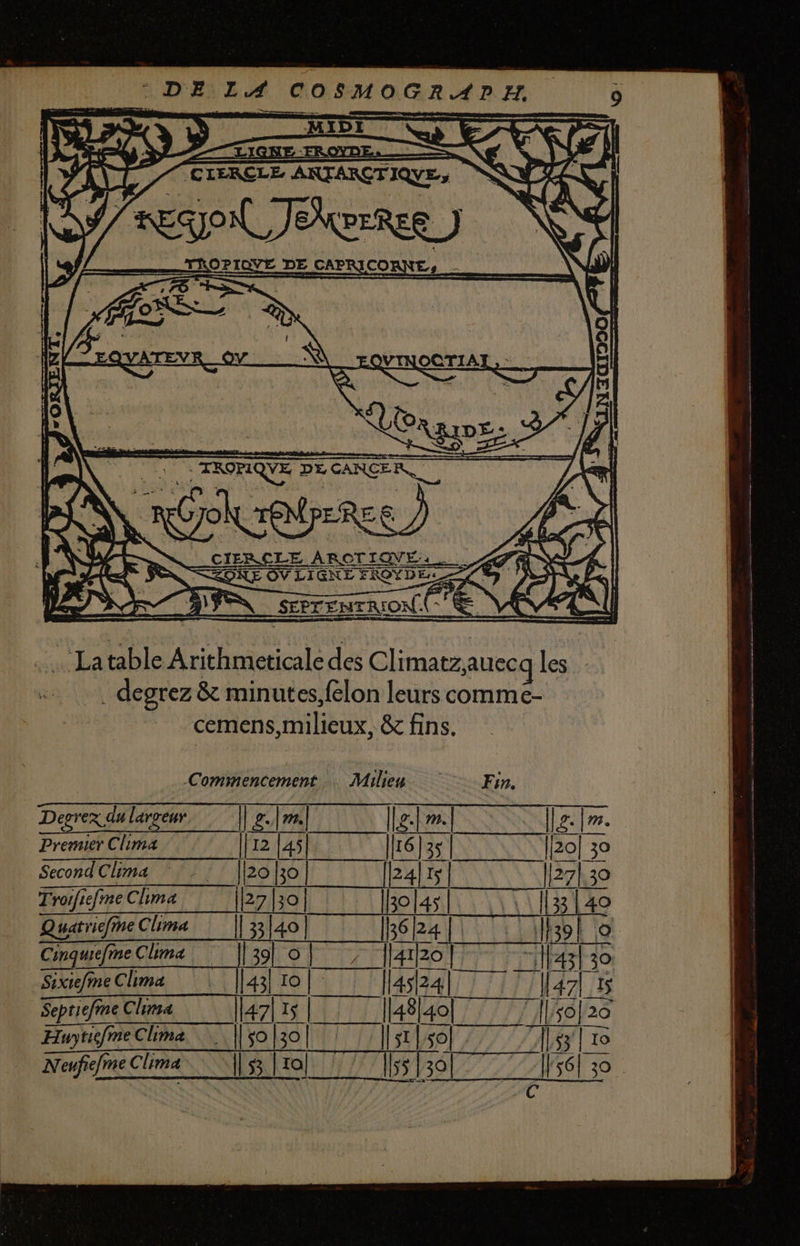 DE LA COSMOGRAPH. 9
MIDI
LIGNE FROYDE.
CIERCLE ANTARCTIQVE,
REGION TEMPEREE
TROPIQVE DE CAPRICORNE,
ZONE
EQVATEVR OV EQVINOCTIAL,
TORRIDE.
ORIENT.
OCCIDENT
TROPIQVE DE CANCER
REGION TEMPEREE
CIERCLE AROTIQVE.
ZONE OV LIGNE FROYDE.
SEPTENTRION.
La table Arithmeticale des Climatz,auecq les
degrez & minutes,ſelon leurs comme-
cemens,milieux, & fins.
Commencement Milieu Fin.
Degrez du largeur || g. | m. || g. | m. || g. | m.
Premier Clima || 12 | 45 || 16 | 35 || 20 | 30
Second Clima || 20 | 30 || 24 | 15 || 27 | 30
Troiſieſme Clima || 27 | 30 || 30 | 45 || 33 | 40
Quatrieſme Clima || 33 | 40 || 36 | 24 || 39 | 0
Cinquieſme Clima || 39 | 0 || 41 | 20 || 43 | 30
Sixieſme Clima || 43 | 10 || 45 | 24 || 47 | 15
Septieſme Clima || 47 | 15 || 48 | 40 || 50 | 20
Huytieſme Clima || 50 | 30 || 51 | 50 || 53 | 10
Neufieſme Clima || 53 | 10 || 55 | 30 || 56 | 30
C